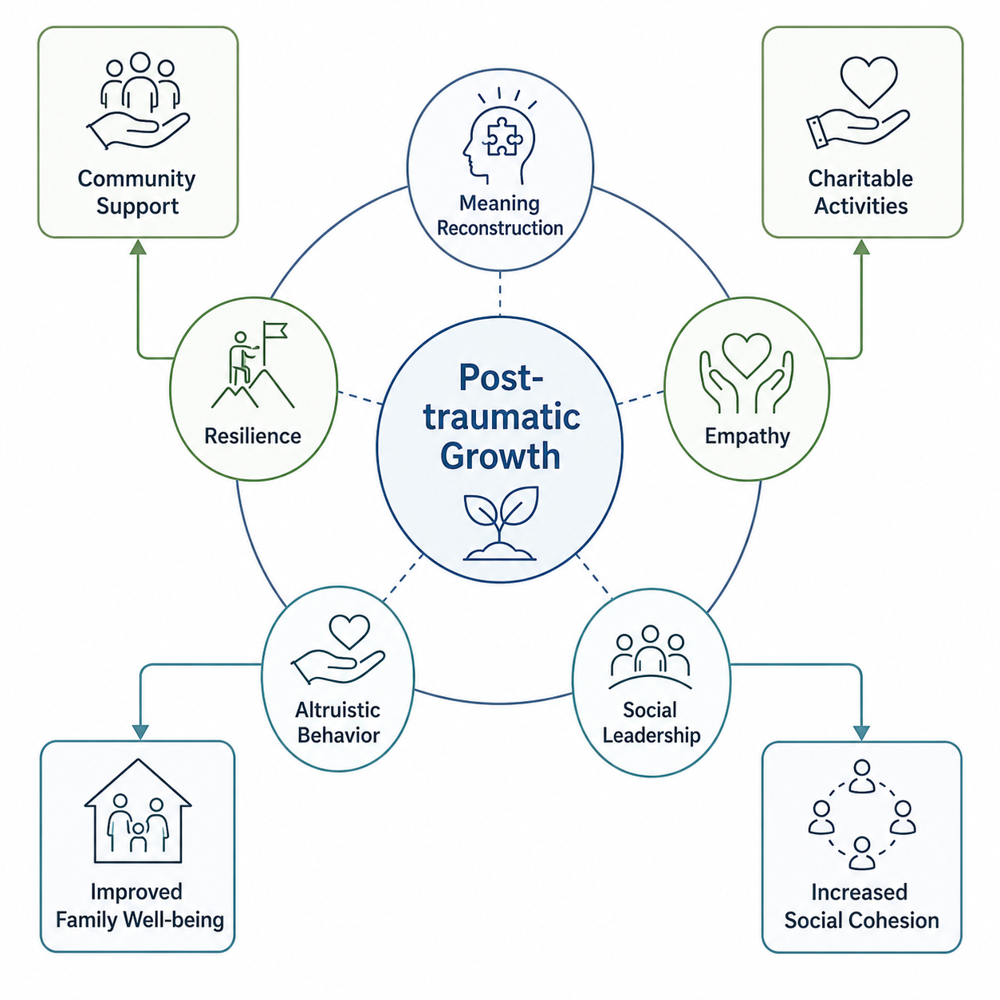 Community
Support
Charitable
Activities
Meaning
Reconstruction
Resilience
Post-
traumatic
Growth
Empathy
Altruistic
Behavior
Social
Leadership
Improved
Family Well-being
Increased
Social Cohesion